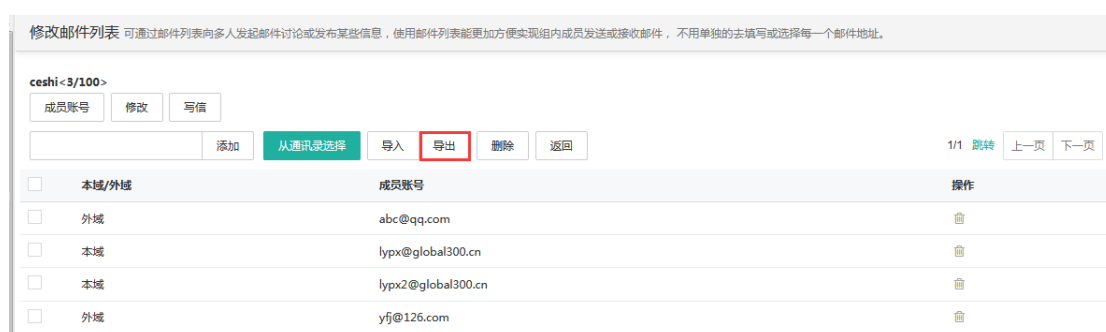 修改邮件列表 可通过邮件列表向多人发起邮件讨论或发布某些信息，使用邮件列表能更加方便实现组内成员发送或接收邮件， 不用单独的去填写或选择每一个邮件地址。
ceshi<3/100>
成员账号 修改 写信
添加 从通讯录选择 导入 导出 删除 返回 1/1 跳转 上一页 下一页
本域/外域 成员账号 操作
外域 abc@qq.com
本域 lypx@global300.cn
本域 lypx2@global300.cn
外域 yfj@126.com